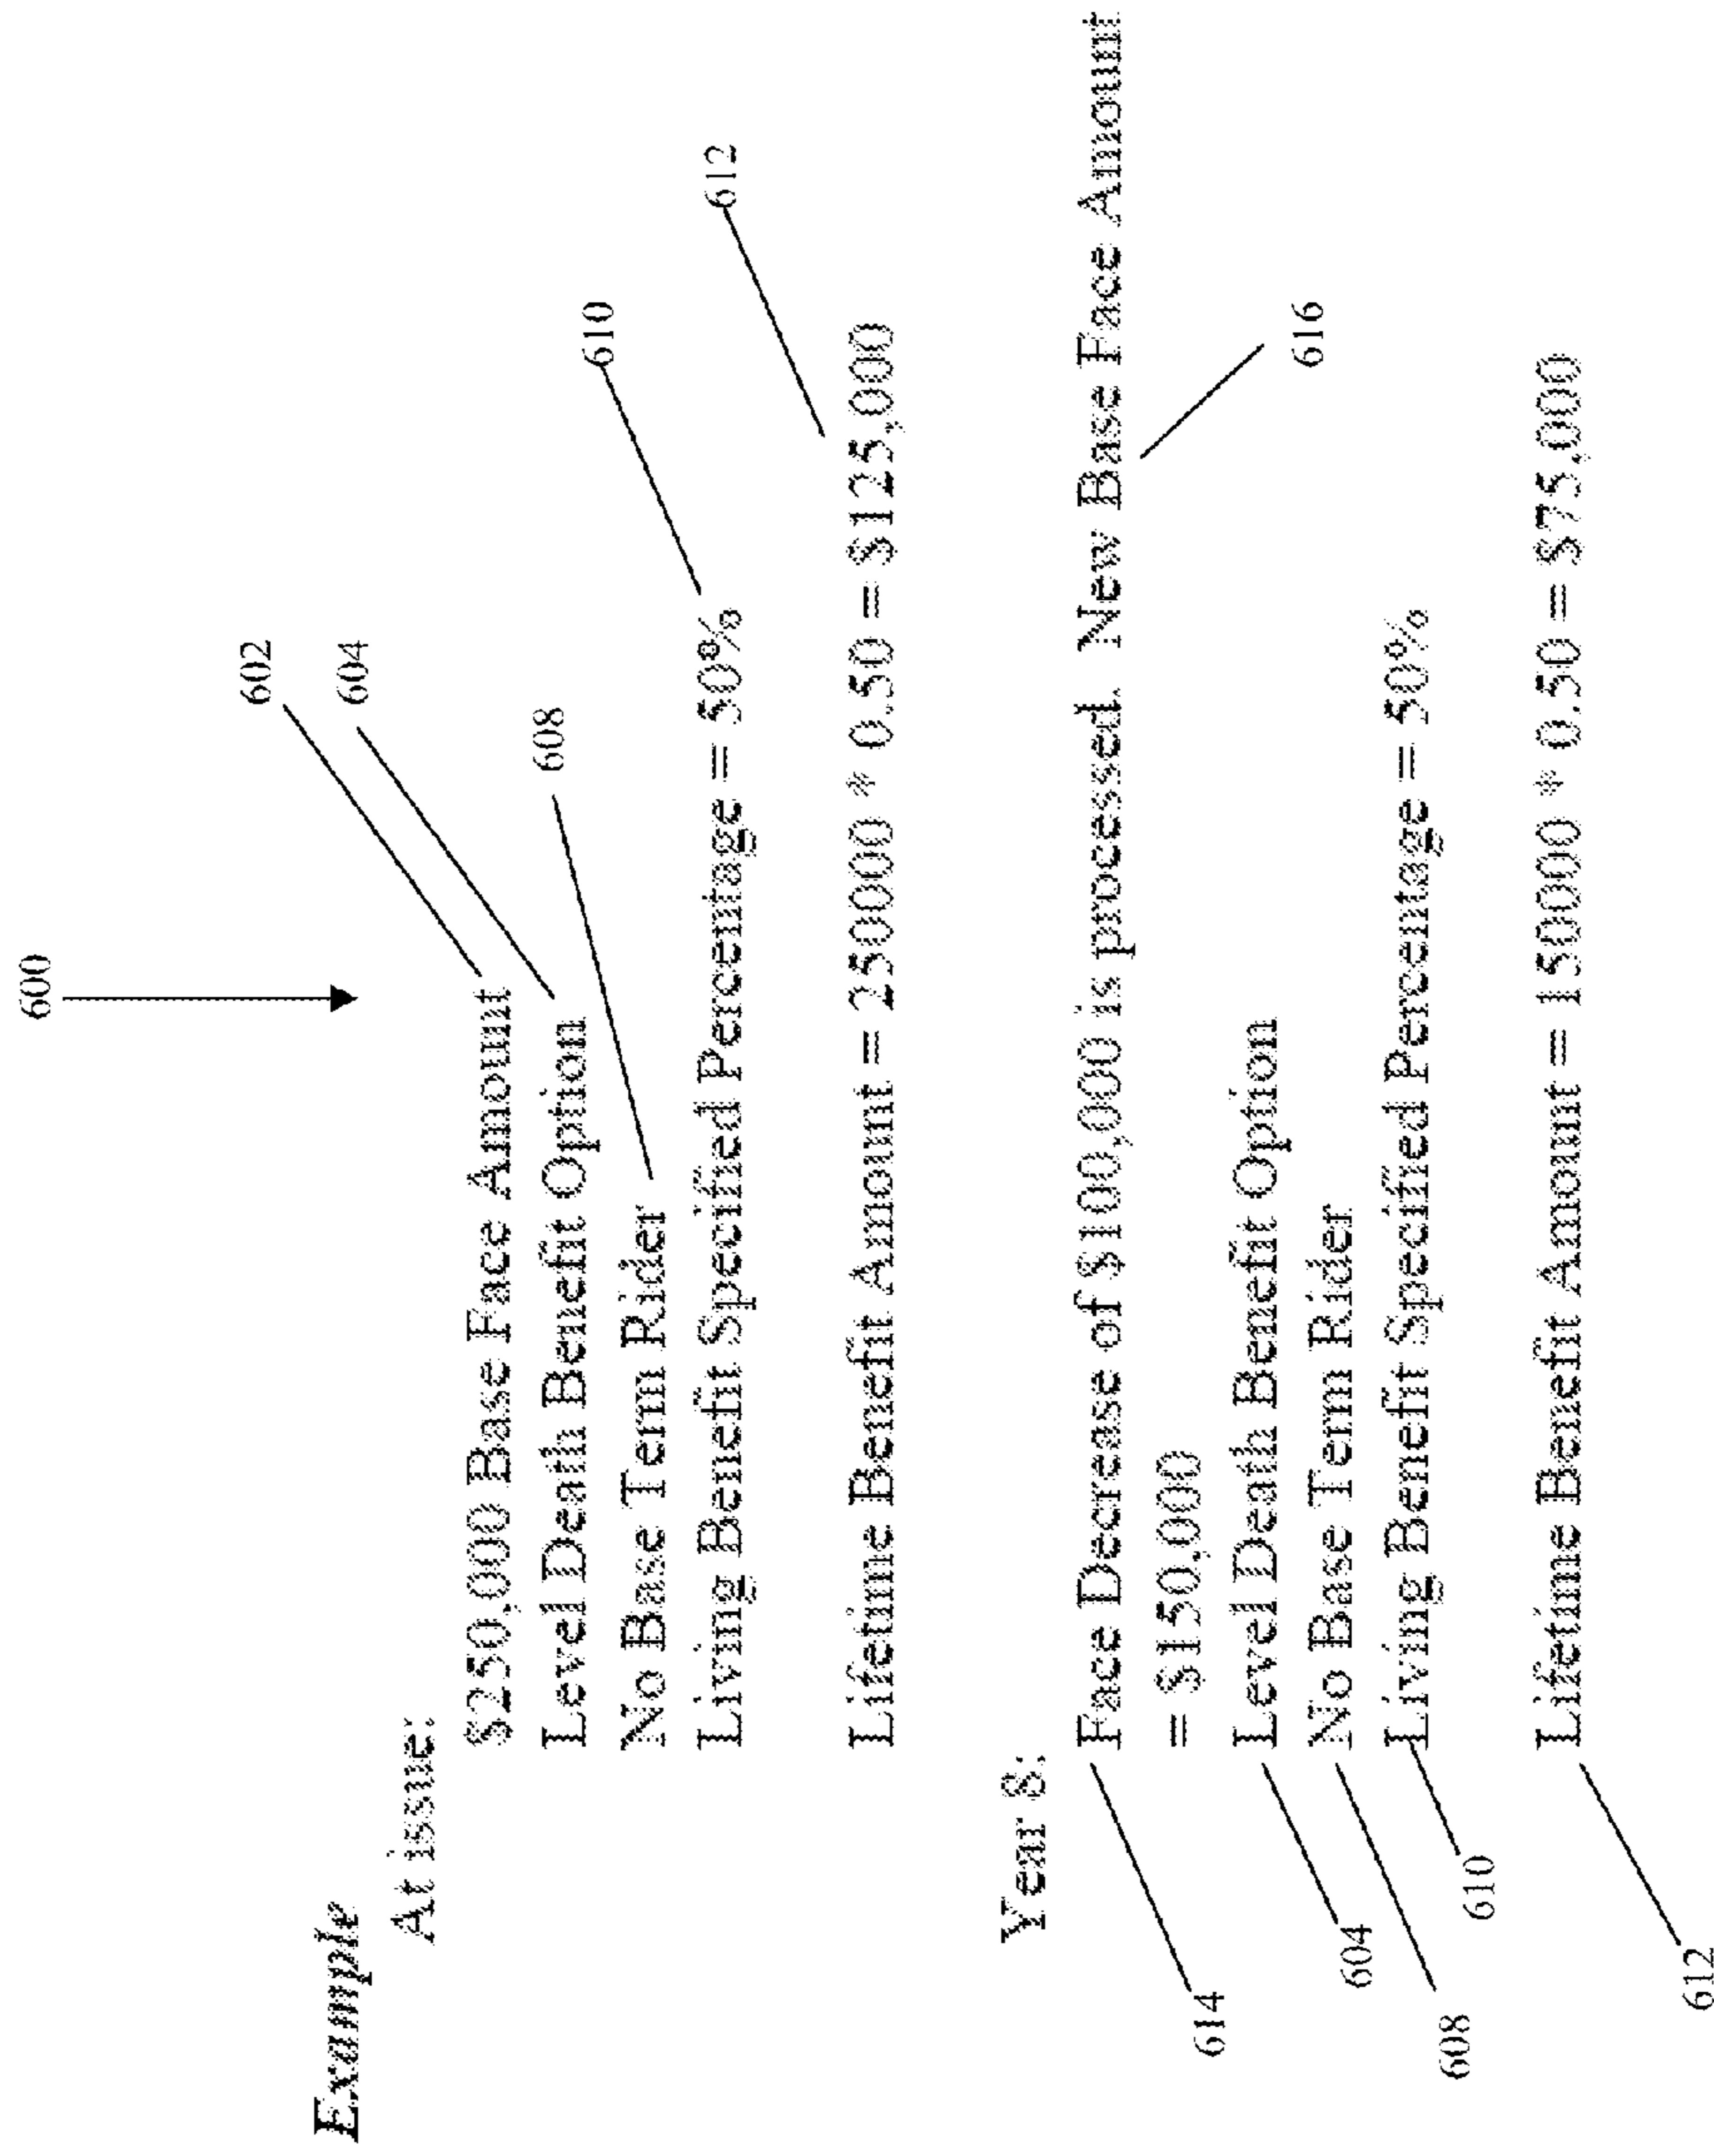 600
Example
At issue:
$250,000 Base Face Amount
602
Level Death Benefit Option
604
No Base Term Rider
608
Living Benefit Specified Percentage = 50%
610
Lifetime Benefit Amount = 250000 * 0.50 = $125,000
612
Year 8:
Face Decrease of $100,000 is processed. New Base Face Amount
= $150,000
614
616
Level Death Benefit Option
604
No Base Term Rider
608
Living Benefit Specified Percentage = 50%
610
Lifetime Benefit Amount = 150000 * 0.50 = $75,000
612